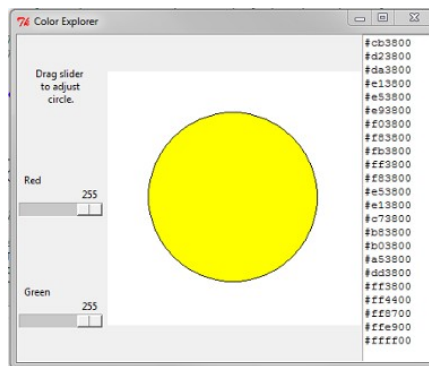 Color Explorer
Drag slider
to adjust
circle.
Red
255
Green
255
#cb3800
#d23800
#da3800
#e13800
#e53800
#e93800
#f03800
#f83800
#fb3800
#ff3800
#f83800
#e53800
#e13800
#c73800
#b83800
#b03800
#a53800
#dd3800
#ff3800
#ff4400
#ff8700
#ffe900
#ffff00